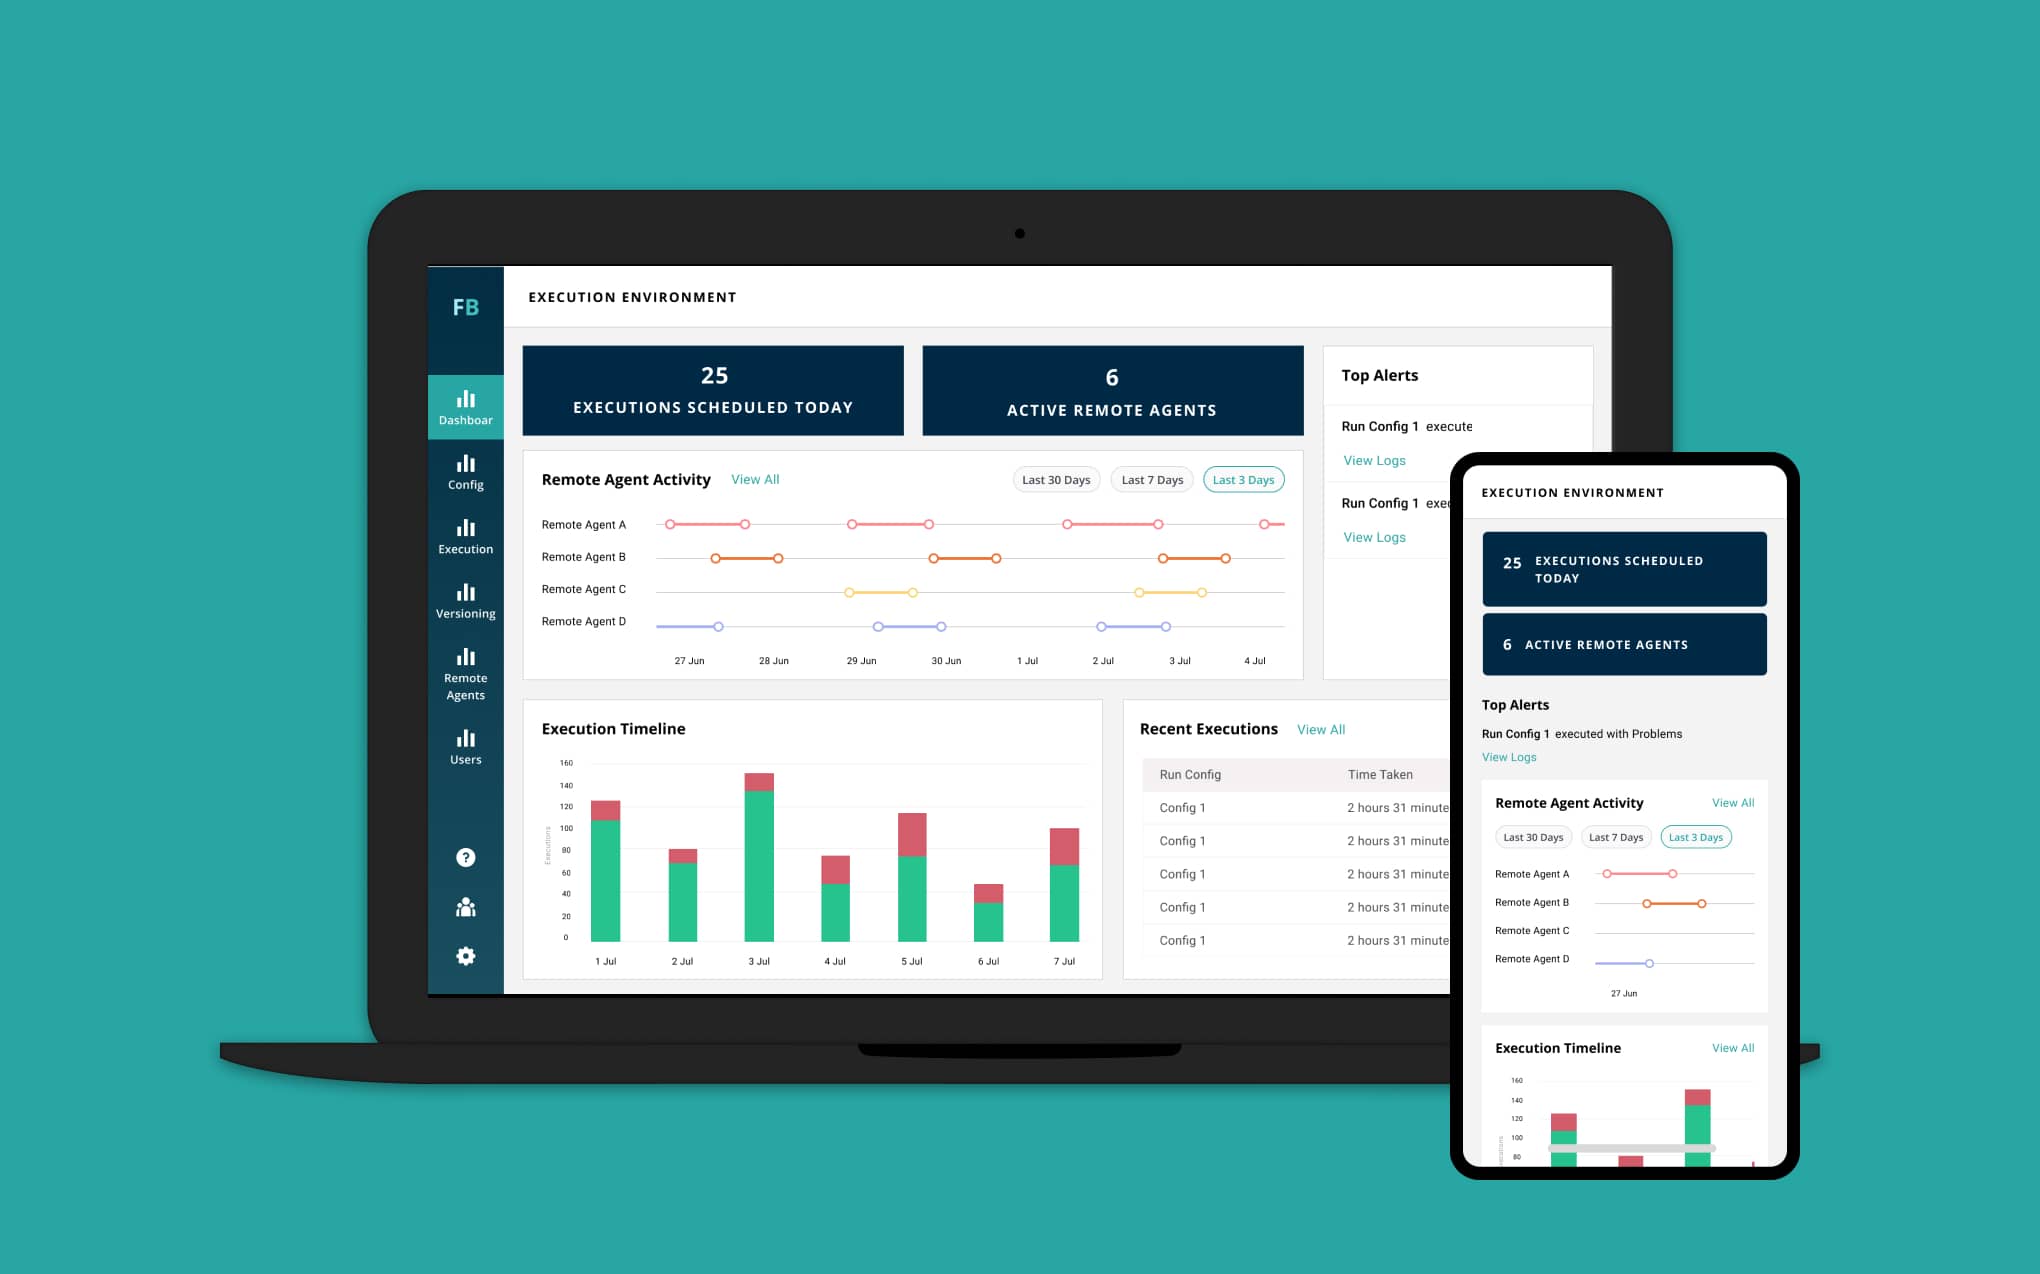 FB
Dashboar
Config
Execution
Versioning
Remote
Agents
Users
?
EXECUTION ENVIRONMENT
25
EXECUTIONS SCHEDULED TODAY
6
ACTIVE REMOTE AGENTS
Remote Agent Activity View All Last 30 Days Last 7 Days Last 3 Days
Remote Agent A
Remote Agent B
Remote Agent C
Remote Agent D
27 Jun 28 Jun 29 Jun 30 Jun 1 Jul 2 Jul 3 Jul 4 Jul
Top Alerts
Run Config 1 execute
View Logs
Run Config 1 exec
View Logs
Execution Timeline
Executions
160
140
120
100
80
60
40
20
0
1 Jul 2 Jul 3 Jul 4 Jul 5 Jul 6 Jul 7 Jul
Recent Executions View All
Run Config Time Taken
Config 1 2 hours 31 minute
Config 1 2 hours 31 minute
Config 1 2 hours 31 minute
Config 1 2 hours 31 minute
Config 1 2 hours 31 minute
EXECUTION ENVIRONMENT
25 EXECUTIONS SCHEDULED
TODAY
6 ACTIVE REMOTE AGENTS
Top Alerts
Run Config 1 executed with Problems
View Logs
Remote Agent Activity View All
Last 30 Days Last 7 Days Last 3 Days
Remote Agent A
Remote Agent B
Remote Agent C
Remote Agent D
27 Jun
Execution Timeline View All
160
140
120
100
80